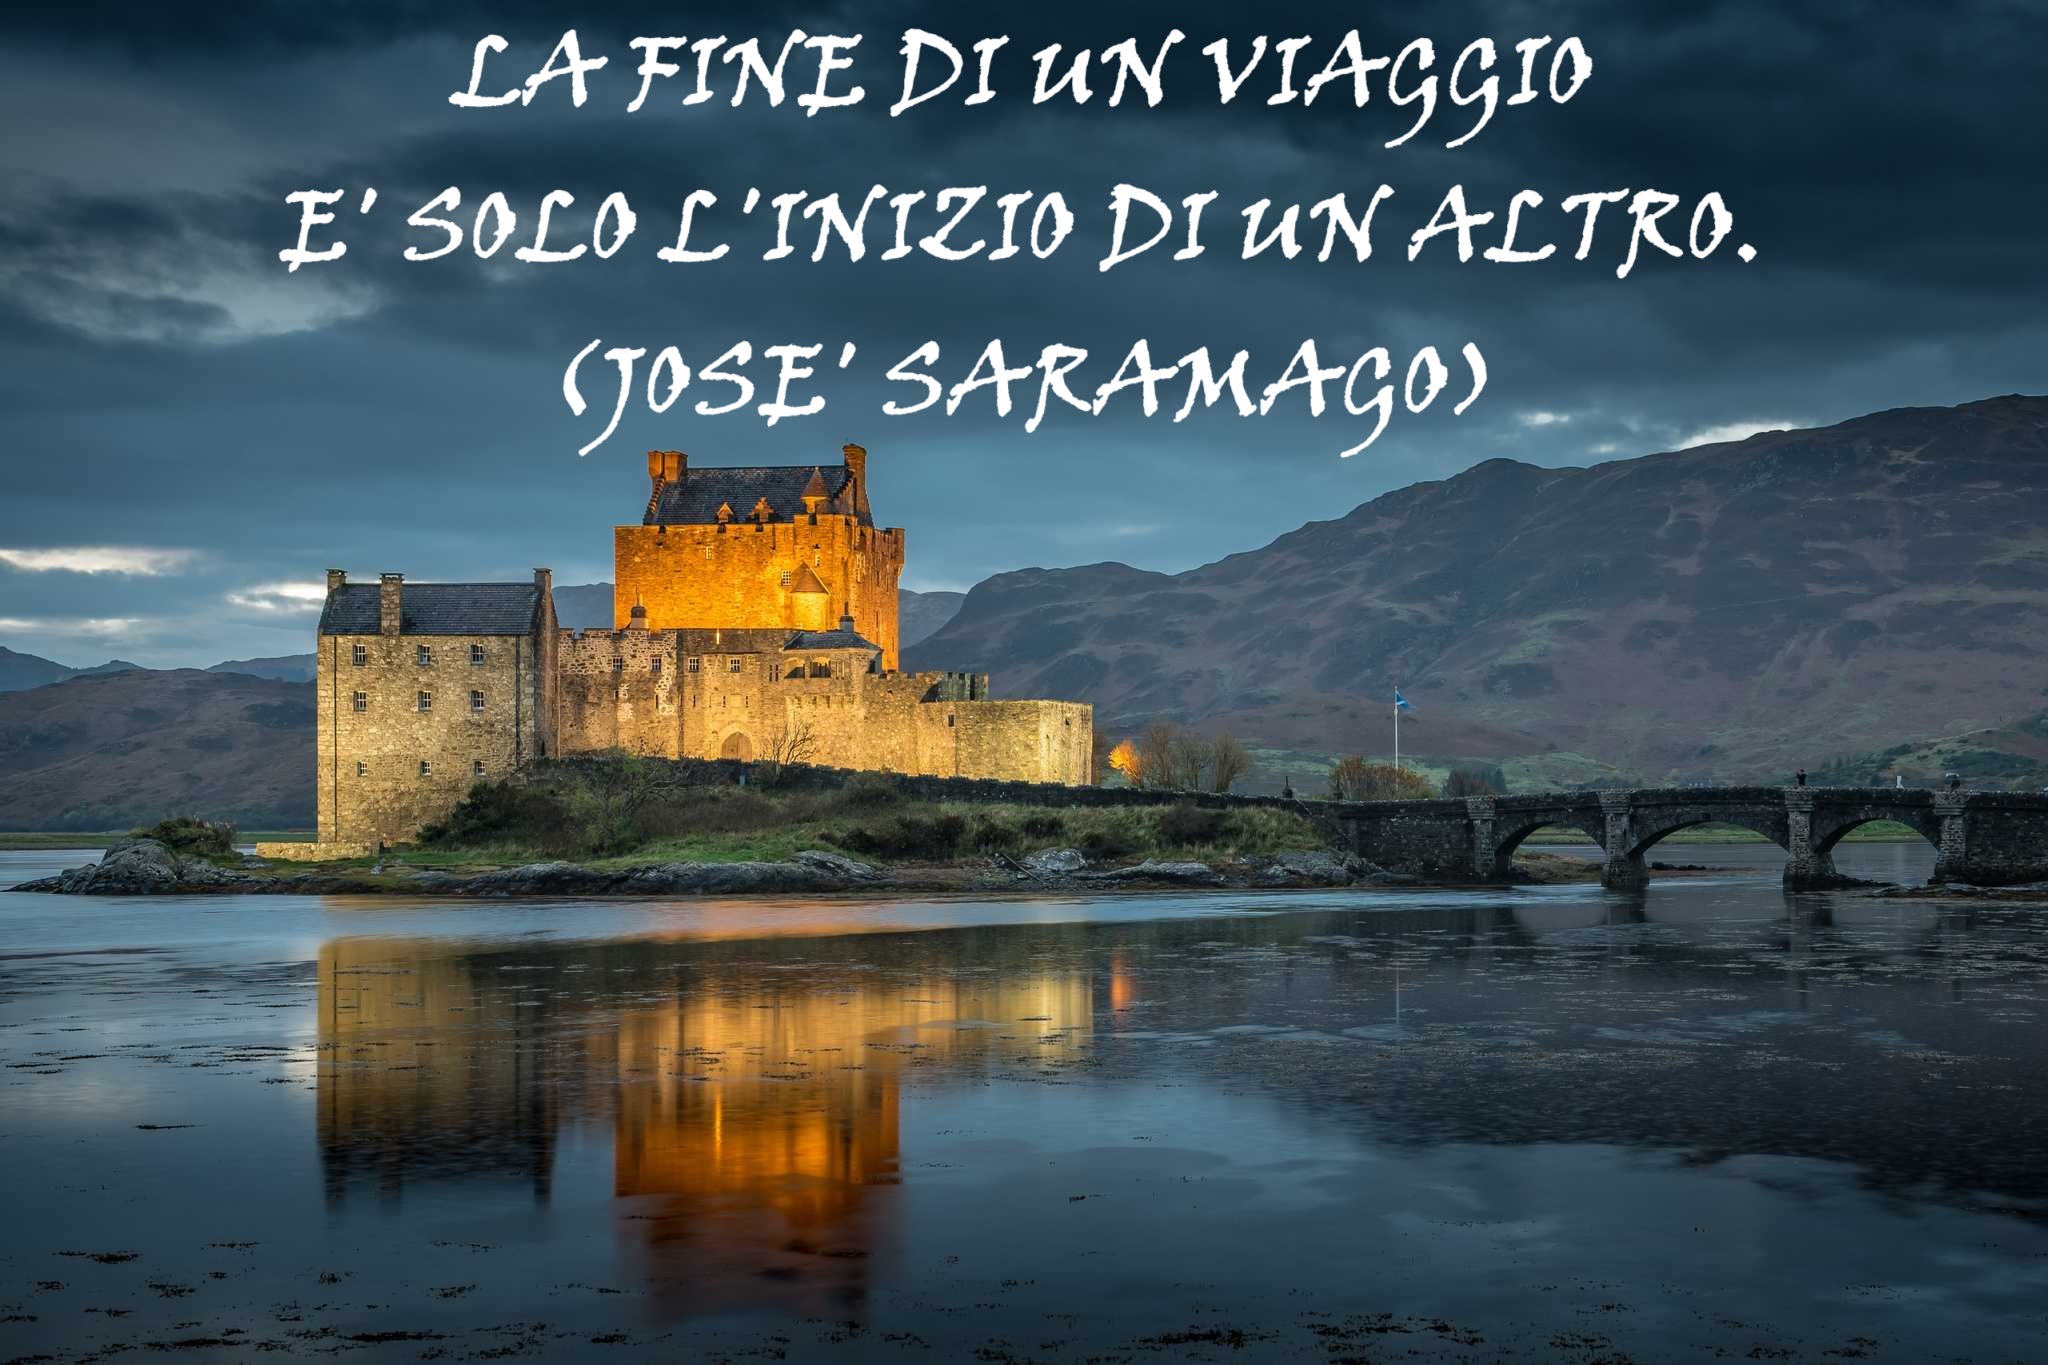 LA FINE DI UN VIAGGIO
E' SOLO L'INIZIO DI UN ALTRO.
(JOSE' SARAMAGO)